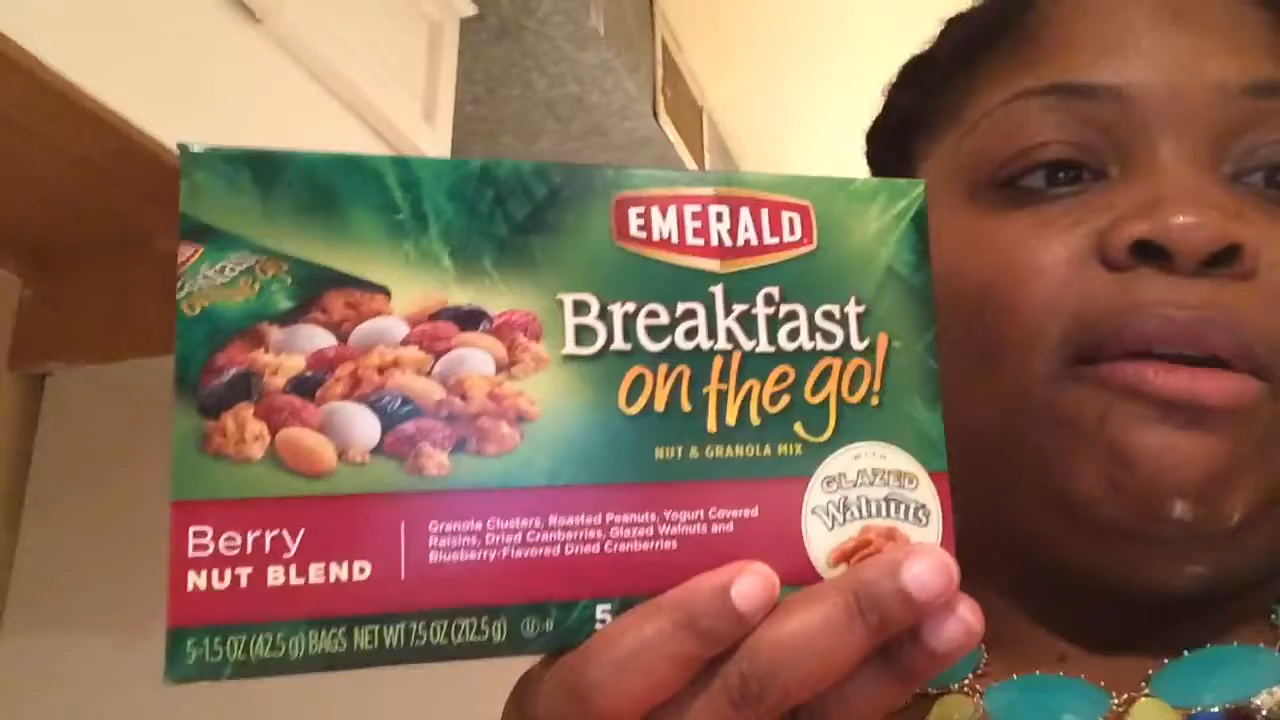 EMERALD
Breakfast
on the go!
NUT & GRANOLA MIX
WITH
GLAZED
Walnuts
Berry
NUT BLEND
Granola Clusters, Roasted Peanuts, Yogurt Covered
Raisins, Dried Cranberries, Glazed Walnuts and
Blueberry-Flavored Dried Cranberries
5-1.5 OZ (42.5 g) BAGS NET WT 7.5 OZ (212.5 g)
5